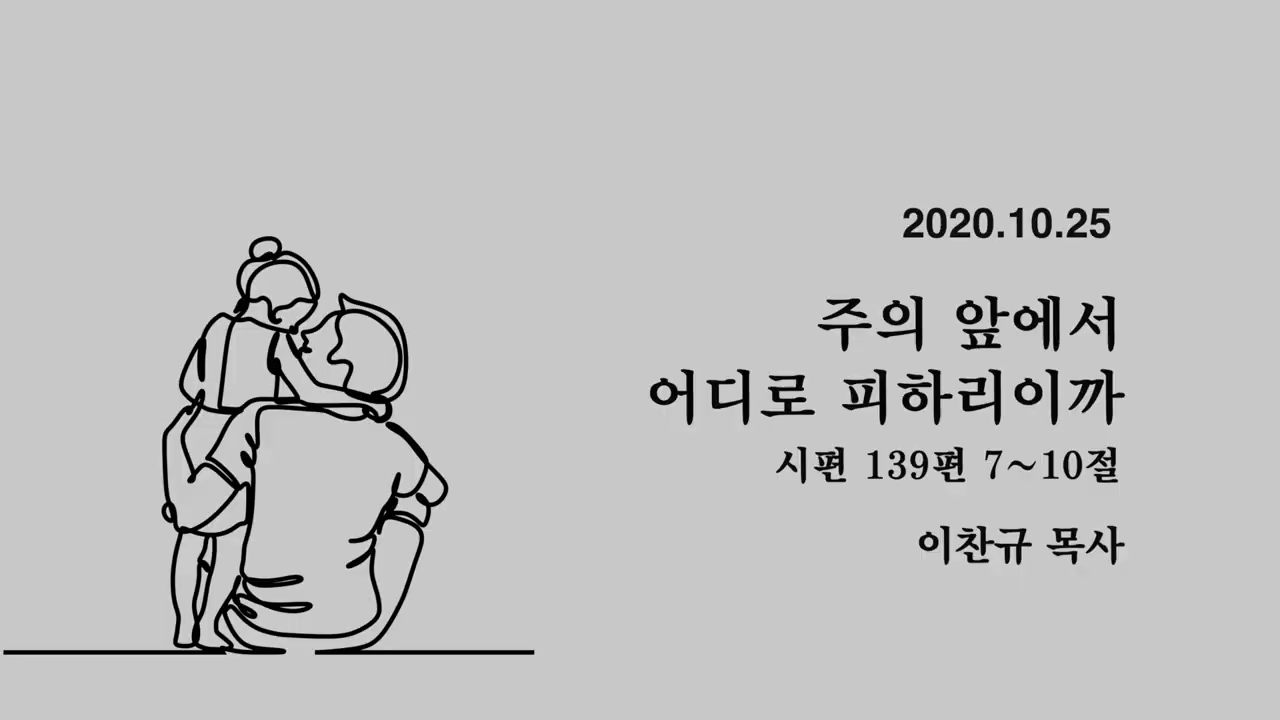 2020.10.25
주의 앞에서
어디로 피하리이까
시편 139편 7~10절
이찬규 목사